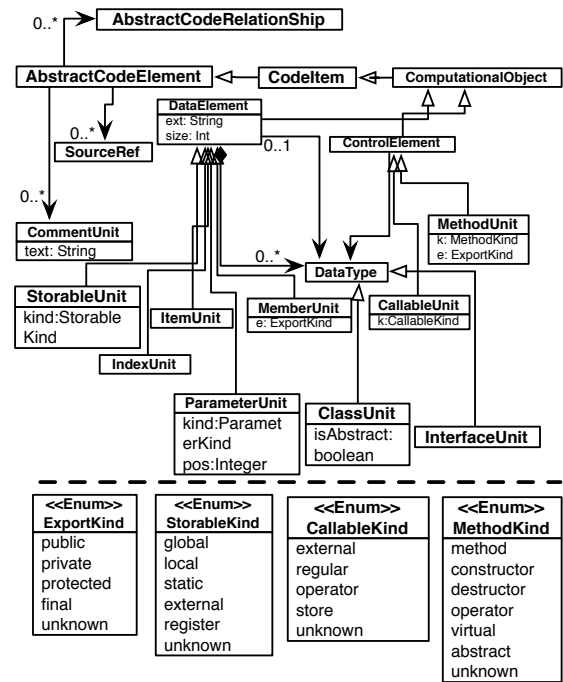 AbstractCodeRelationShip
0..*
AbstractCodeElement
CodeItem
ComputationalObject
DataElement
ext: String
size: Int
0..1
ControlElement
0..*
SourceRef
0..*
CommentUnit
text: String
MethodUnit
k: MethodKind
e: ExportKind
0..*
DataType
StorableUnit
kind:Storable
Kind
ItemUnit
MemberUnit
e: ExportKind
CallableUnit
k:CallableKind
IndexUnit
ParameterUnit
kind:Paramet
erKind
pos:Integer
ClassUnit
isAbstract:
boolean
InterfaceUnit
<<Enum>>
ExportKind
public
private
protected
final
unknown
<<Enum>>
StorableKind
global
local
static
external
register
unknown
<<Enum>>
CallableKind
external
regular
operator
store
unknown
<<Enum>>
MethodKind
method
constructor
destructor
operator
virtual
abstract
unknown